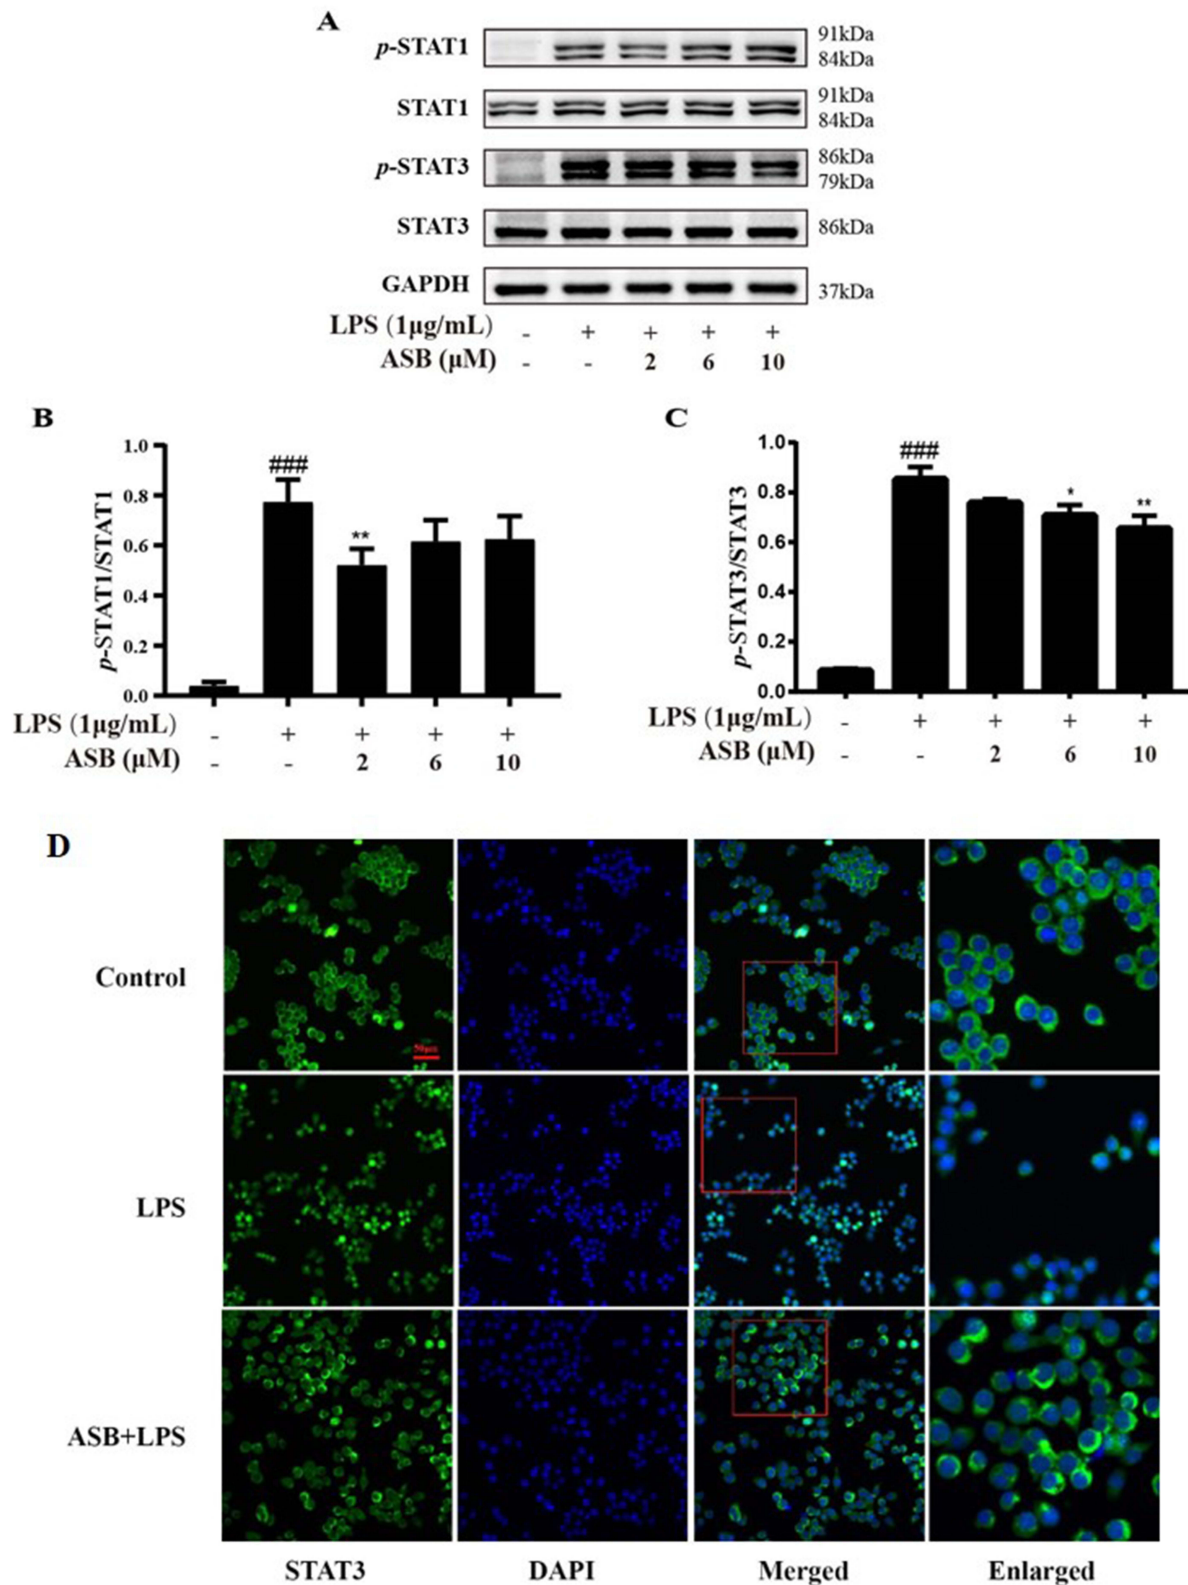 A
p-STAT1
91kDa
84kDa
STAT1
91kDa
84kDa
p-STAT3
86kDa
79kDa
STAT3
86kDa
GAPDH
37kDa
LPS (1μg/mL) - + + + +
ASB (μM) - - 2 6 10
B
p-STAT1/STAT1
1.0
0.8
0.6
0.4
0.2
0.0
###
**
LPS (1μg/mL) - + + + +
ASB (μM) - - 2 6 10
C
p-STAT3/STAT3
1.0
0.8
0.6
0.4
0.2
0.0
###
*
**
LPS (1μg/mL) - + + + +
ASB (μM) - - 2 6 10
D
Control
50μm
LPS
ASB+LPS
STAT3 DAPI Merged Enlarged